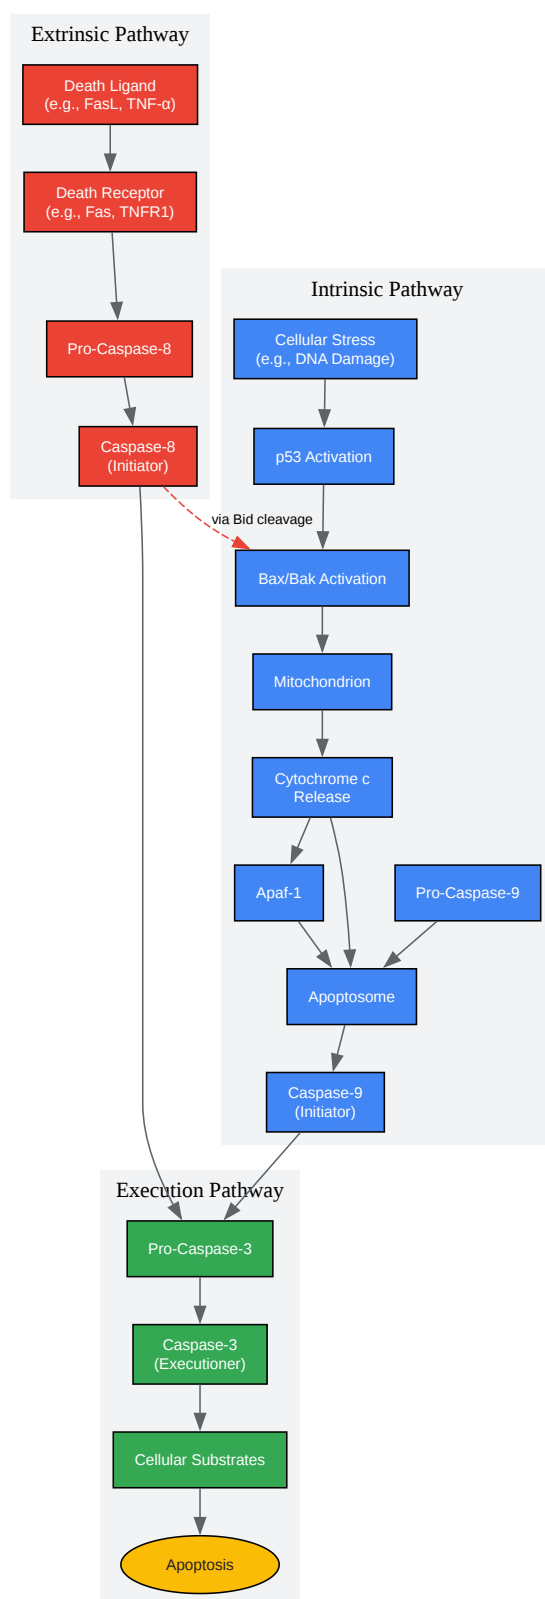 Extrinsic Pathway
Death Ligand
(e.g., FasL, TNF-α)
Death Receptor
(e.g., Fas, TNFR1)
Pro-Caspase-8
Caspase-8
(Initiator)
via Bid cleavage
Intrinsic Pathway
Cellular Stress
(e.g., DNA Damage)
p53 Activation
Bax/Bak Activation
Mitochondrion
Cytochrome c
Release
Apaf-1
Pro-Caspase-9
Apoptosome
Caspase-9
(Initiator)
Execution Pathway
Pro-Caspase-3
Caspase-3
(Executioner)
Cellular Substrates
Apoptosis